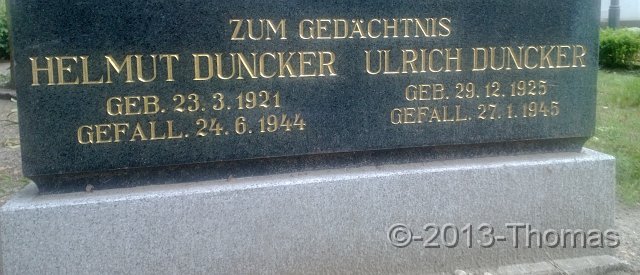 ZUM GEDÄCHTNIS
HELMUT DUNCKER
GEB. 23. 3. 1921
GEFALL. 24. 6. 1944
ULRICH DUNCKER
GEB. 29. 12. 1925
GEFALL. 27. 1. 1945
©-2013-Thomas